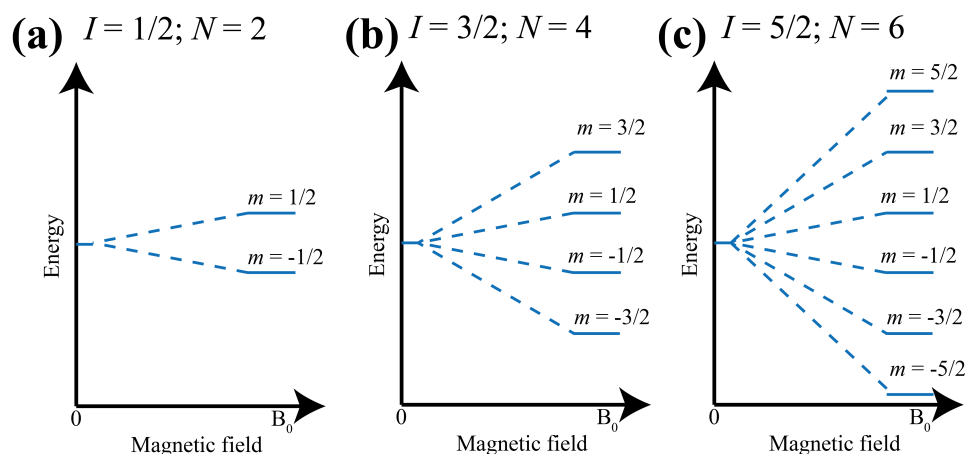 (a) I = 1/2; N = 2
Energy
m = 1/2
m = -1/2
0
B₀
Magnetic field
(b) I = 3/2; N = 4
Energy
m = 3/2
m = 1/2
m = -1/2
m = -3/2
0
B₀
Magnetic field
(c) I = 5/2; N = 6
Energy
m = 5/2
m = 3/2
m = 1/2
m = -1/2
m = -3/2
m = -5/2
0
B₀
Magnetic field